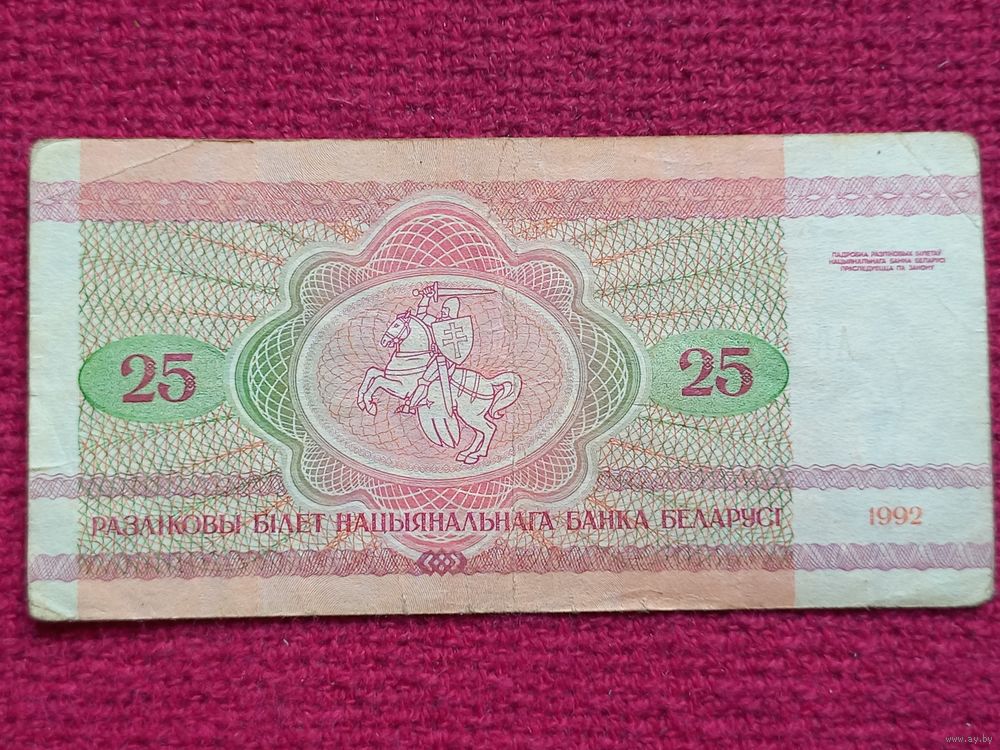 ПАДРОБКА РАЗЛІКОВЫХ БІЛЕТАЎ
НАЦЫЯНАЛЬНАГА БАНКА БЕЛАРУСІ
ПРАСЛЕДУЕЦЦА ПА ЗАКОНУ
25 25
РАЗЛІКОВЫ БІЛЕТ НАЦЫЯНАЛЬНАГА БАНКА БЕЛАРУСІ 1992
www.ay.by